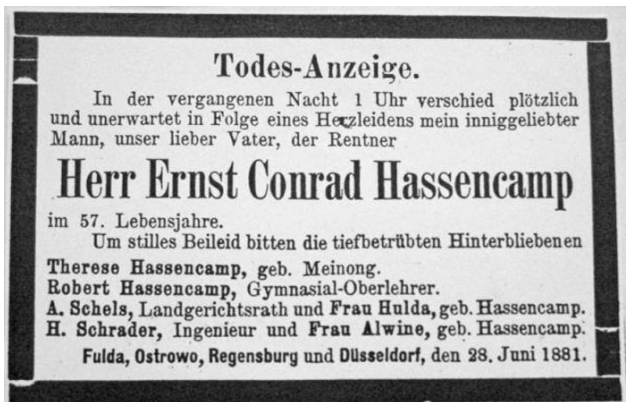 Todes-Anzeige.
In der vergangenen Nacht 1 Uhr verschied plötzlich
und unerwartet in Folge eines Herzleidens mein inniggeliebter
Mann, unser lieber Vater, der Rentner
Herr Ernst Conrad Hassencamp
im 57. Lebensjahre.
Um stilles Beileid bitten die tiefbetrübten Hinterbliebenen
Therese Hassencamp, geb. Meinong.
Robert Hassencamp, Gymnasial-Oberlehrer.
A. Schels, Landgerichtsrath und Frau Hulda, geb. Hassencamp.
H. Schrader, Ingenieur und Frau Alwine, geb. Hassencamp.
Fulda, Ostrowo, Regensburg und Düsseldorf, den 28. Juni 1881.